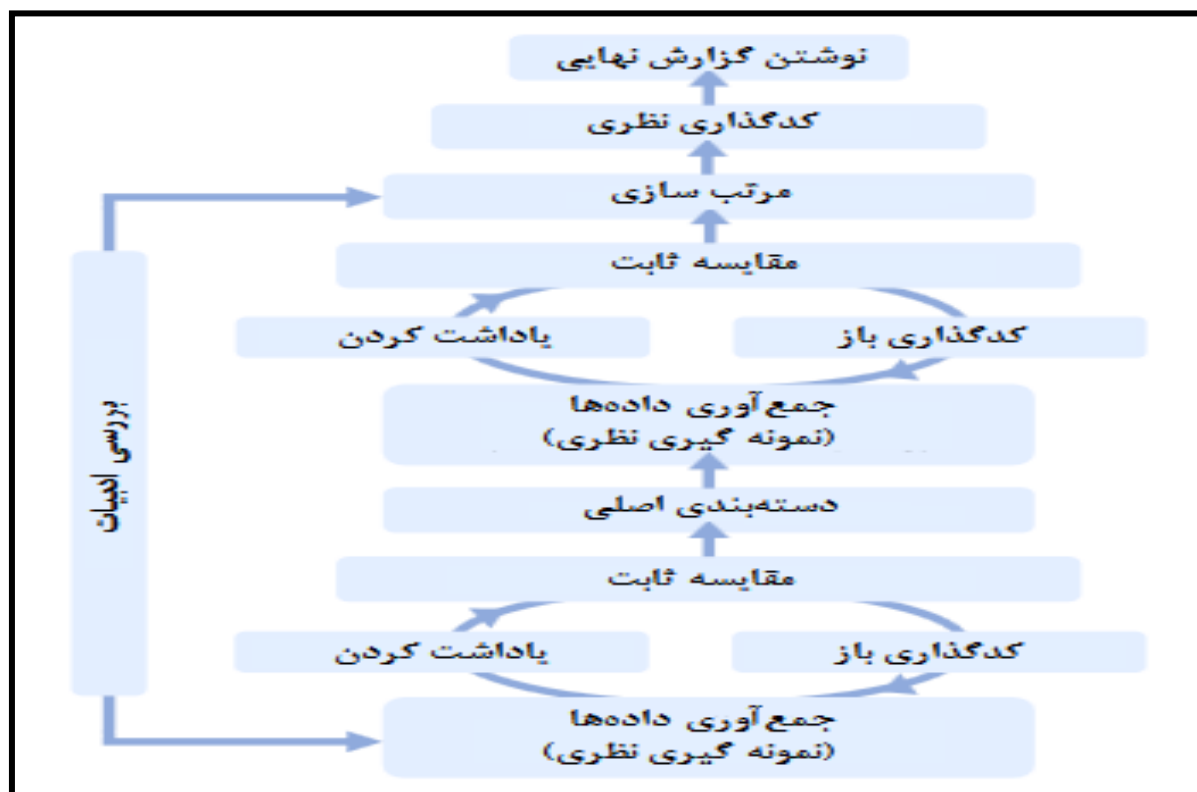 نوشتن گزارش نهایی
کدگذاری نظری
مرتب سازی
مقایسه ثابت
کدگذاری باز
یاداشت کردن
جمع‌آوری داده‌ها
(نمونه گیری نظری)
دسته‌بندی اصلی
مقایسه ثابت
کدگذاری باز
یاداشت کردن
جمع‌آوری داده‌ها
(نمونه گیری نظری)
بررسی ادبیات